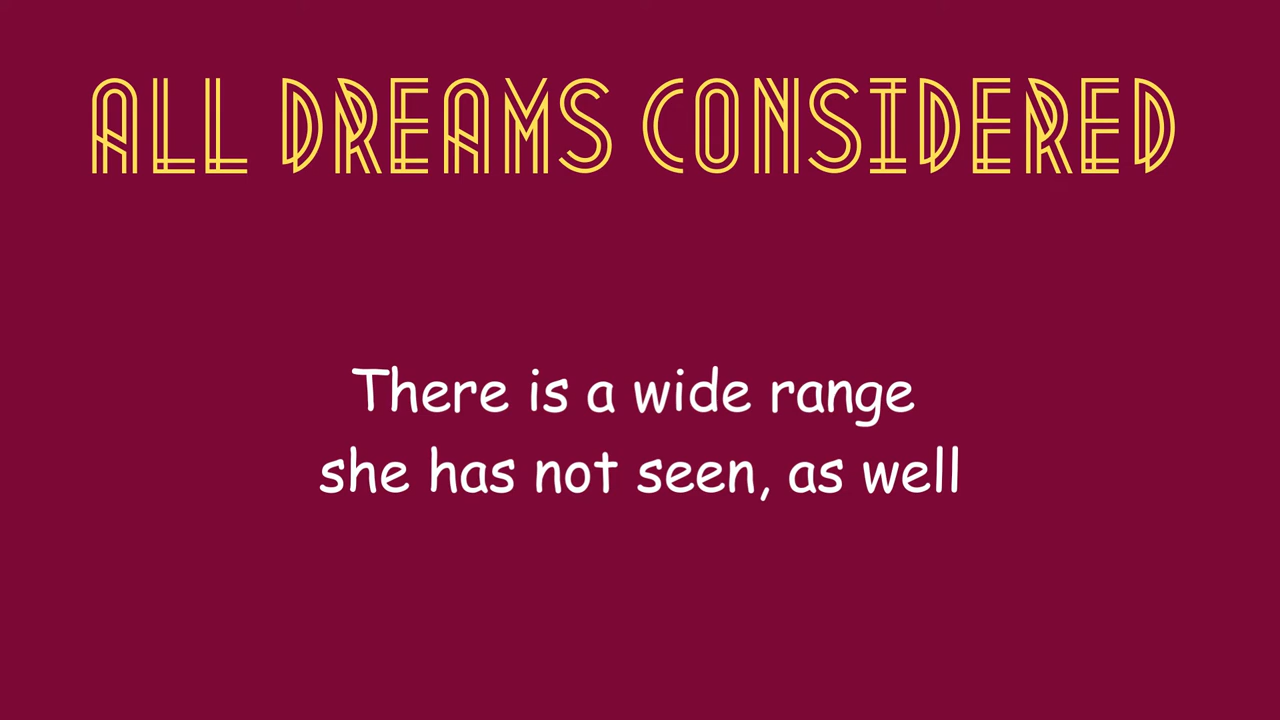 ALL DREAMS CONSIDERED
There is a wide range
she has not seen, as well